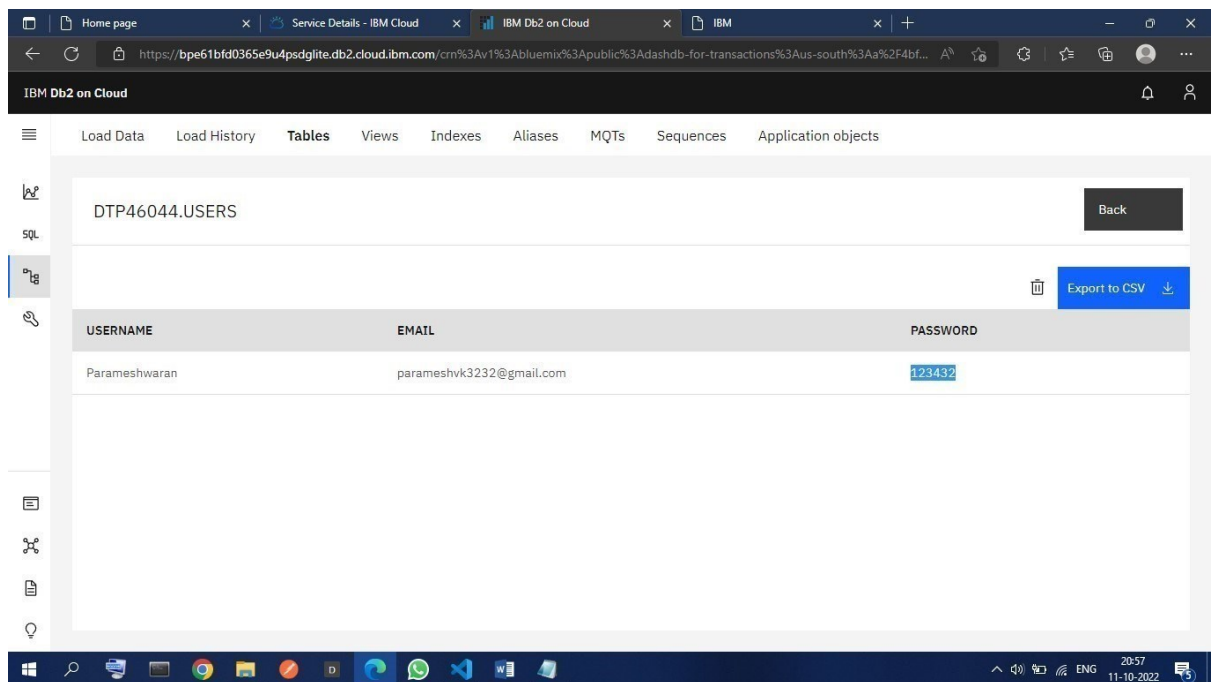 Home page
Service Details - IBM Cloud
IBM Db2 on Cloud
IBM
https://bpe61bfd0365e9u4psdglite.db2.cloud.ibm.com/crn%3Av1%3Abluemix%3Apublic%3Adashdb-for-transactions%3Aus-south%3Aa%2F4bf...
IBM Db2 on Cloud
Load Data Load History Tables Views Indexes Aliases MQTs Sequences Application objects
DTP46044.USERS
Back
SQL
Export to CSV
USERNAME EMAIL PASSWORD
Parameshwaran parameshvk3232@gmail.com 123432
ENG
20:57
11-10-2022